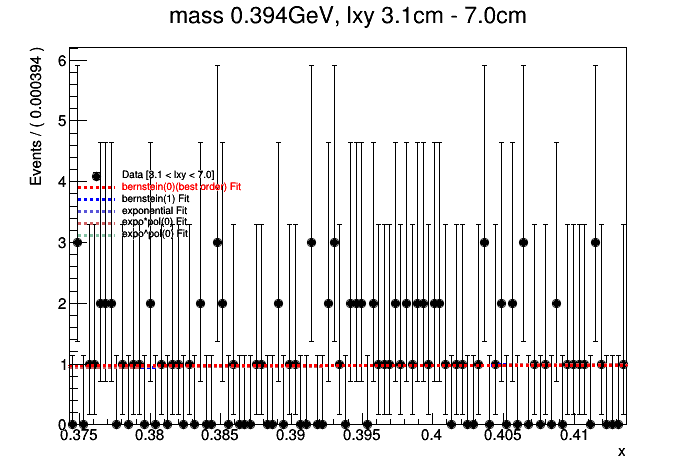 mass 0.394GeV, lxy 3.1cm - 7.0cm
Events / ( 0.000394 )
6
5
4
3
2
1
0
Data [3.1 < lxy < 7.0]
bernstein(0)(best order) Fit
bernstein(1) Fit
exponential Fit
expo*pol(0) Fit
expo^pol(0) Fit
0.375 0.38 0.385 0.39 0.395 0.4 0.405 0.41
x